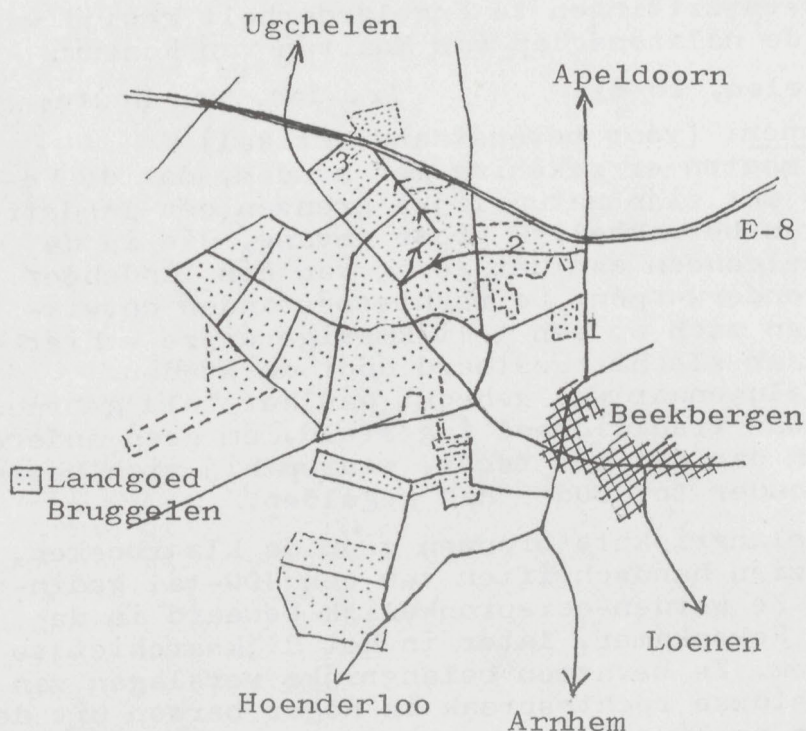 Ugchelen
Apeldoorn
3
E-8
2
1
Beekbergen
Landgoed
Bruggelen
Loenen
Hoenderloo
Arnhem